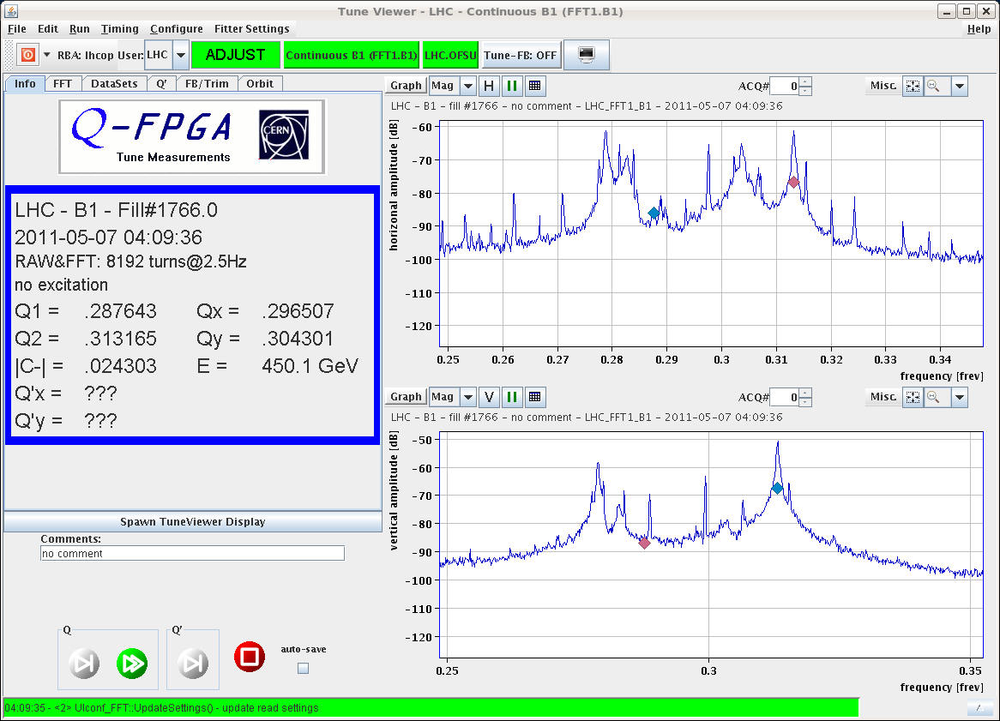 Tune Viewer - LHC - Continuous B1 (FFT1.B1)
File Edit Run Timing Configure Fitter Settings Help
RBA: lhcop User: LHC ADJUST Continuous B1 (FFT1.B1) LHC.OFSU Tune-FB: OFF
Info FFT DataSets Q' FB/Trim Orbit
Q-FPGA
Tune Measurements
CERN
LHC - B1 - Fill#1766.0
2011-05-07 04:09:36
RAW&FFT: 8192 turns@2.5Hz
no excitation
Q1 = .287643 Qx = .296507
Q2 = .313165 Qy = .304301
|C-| = .024303 E = 450.1 GeV
Q'x = ???
Q'y = ???
Spawn TuneViewer Display
Comments:
no comment
Q
Q'
auto-save
Graph Mag H ACQ# 0 Misc.
LHC - B1 - fill #1766 - no comment - LHC_FFT1_B1 - 2011-05-07 04:09:36
horizonal amplitude [dB]
-60
-70
-80
-90
-100
-110
-120
0.25 0.26 0.27 0.28 0.29 0.3 0.31 0.32 0.33 0.34
frequency [frev]
Graph Mag V ACQ# 0 Misc.
LHC - B1 - fill #1766 - no comment - LHC_FFT1_B1 - 2011-05-07 04:09:36
vertical amplitude [dB]
-50
-60
-70
-80
-90
-100
-110
-120
0.25 0.3 0.35
frequency [frev]
04:09:35 - <2> UIconf_FFT::UpdateSettings() - update read settings